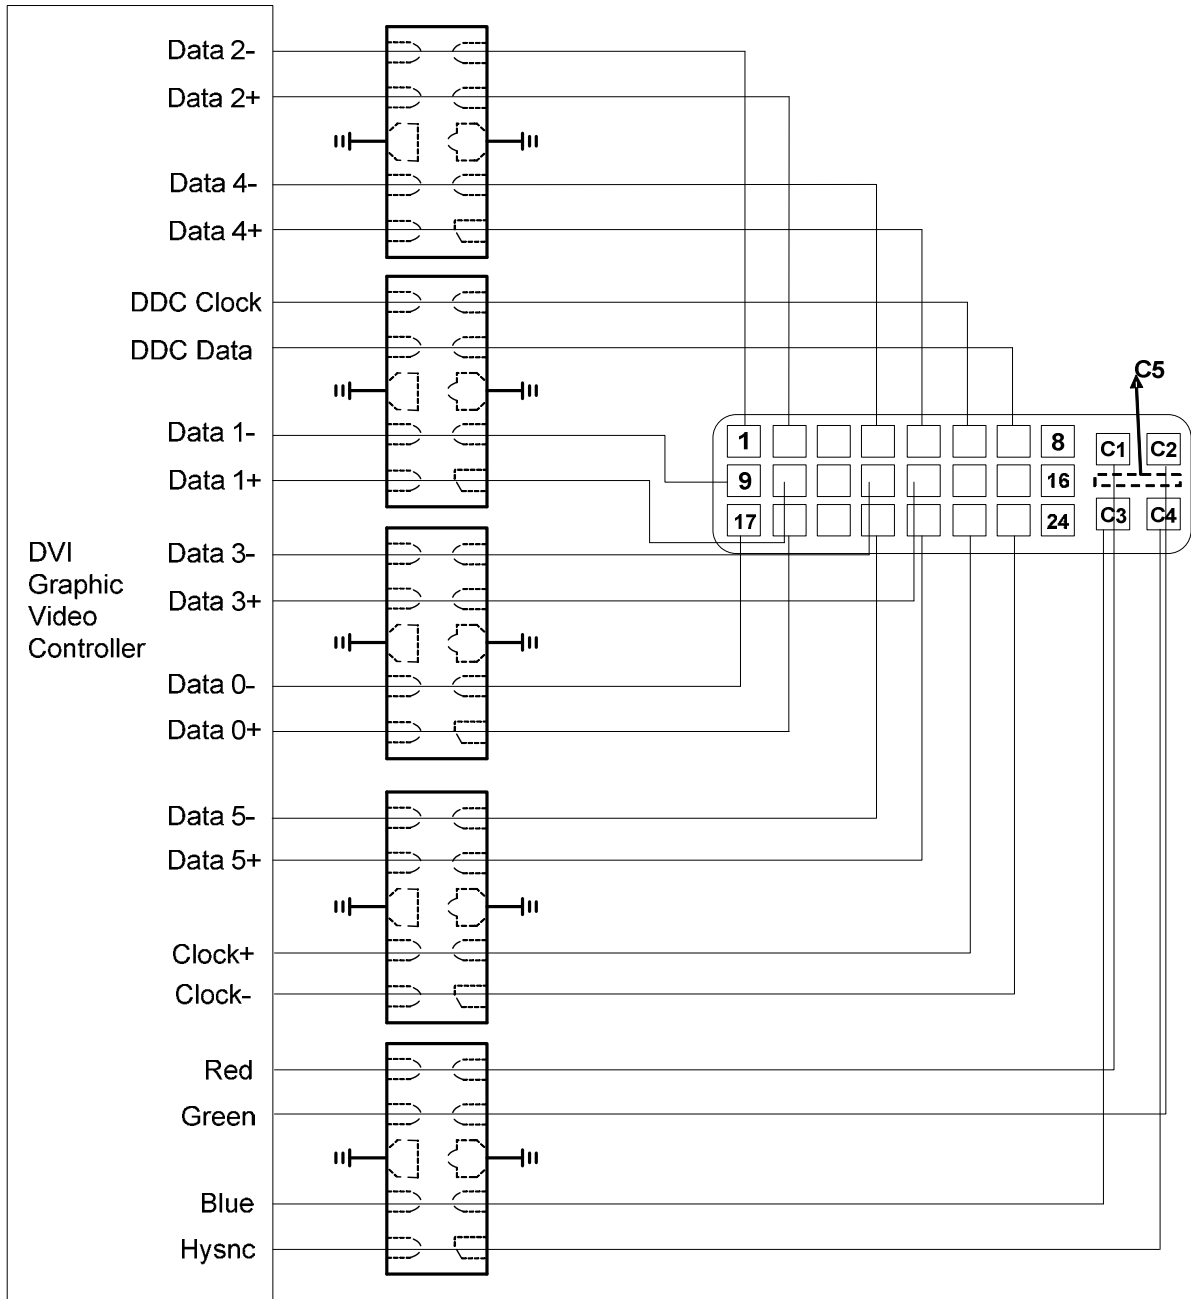 Data 2-
Data 2+
Data 4-
Data 4+
DDC Clock
DDC Data
C5
Data 1-
1
8
C1
C2
Data 1+
9
16
17
24
C3
C4
DVI
Graphic
Video
Controller
Data 3-
Data 3+
Data 0-
Data 0+
Data 5-
Data 5+
Clock+
Clock-
Red
Green
Blue
Hysnc